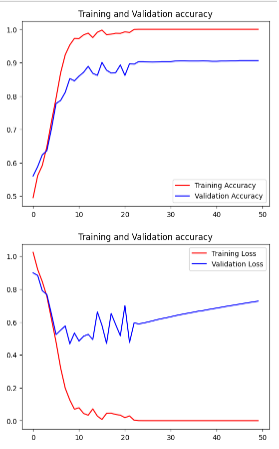 Training and Validation accuracy
1.0
0.9
0.8
0.7
0.6
0.5
Training Accuracy
Validation Accuracy
0 10 20 30 40 50
Training and Validation accuracy
1.0
0.8
0.6
0.4
0.2
0.0
Training Loss
Validation Loss
0 10 20 30 40 50